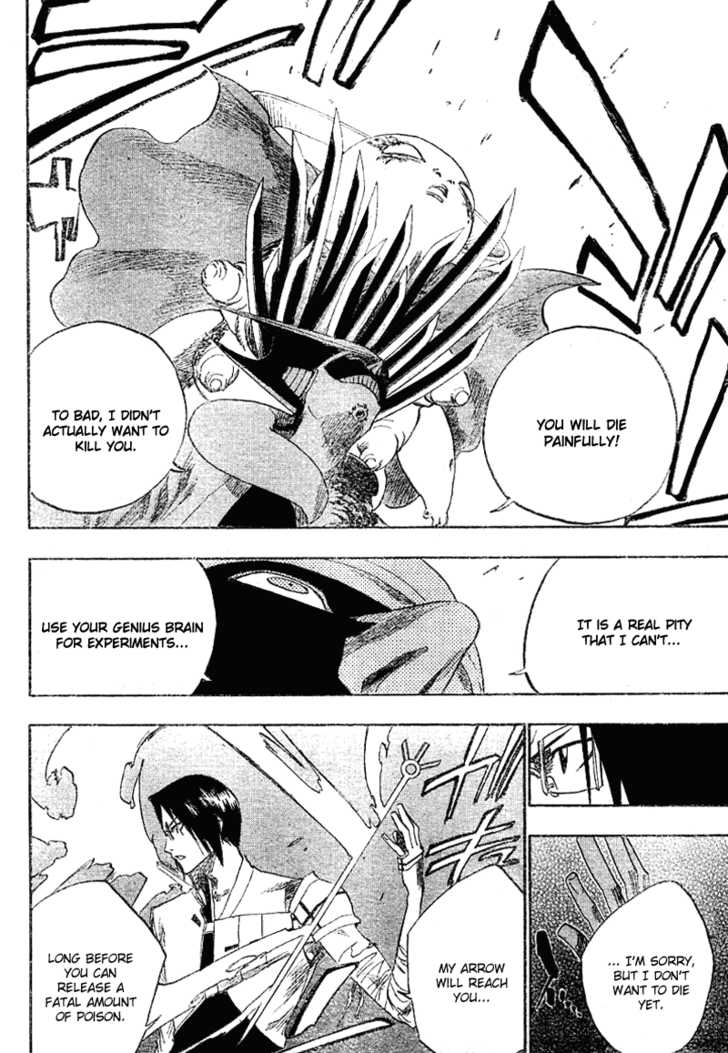 YOU WILL DIE
PAINFULLY!
TO BAD, I DIDN'T
ACTUALLY WANT TO
KILL YOU.
IT IS A REAL PITY
THAT I CAN'T...
USE YOUR GENIUS BRAIN
FOR EXPERIMENTS...
... I'M SORRY,
BUT I DON'T
WANT TO DIE
YET.
MY ARROW
WILL REACH
YOU...
LONG BEFORE
YOU CAN
RELEASE A
FATAL AMOUNT
OF POISON.